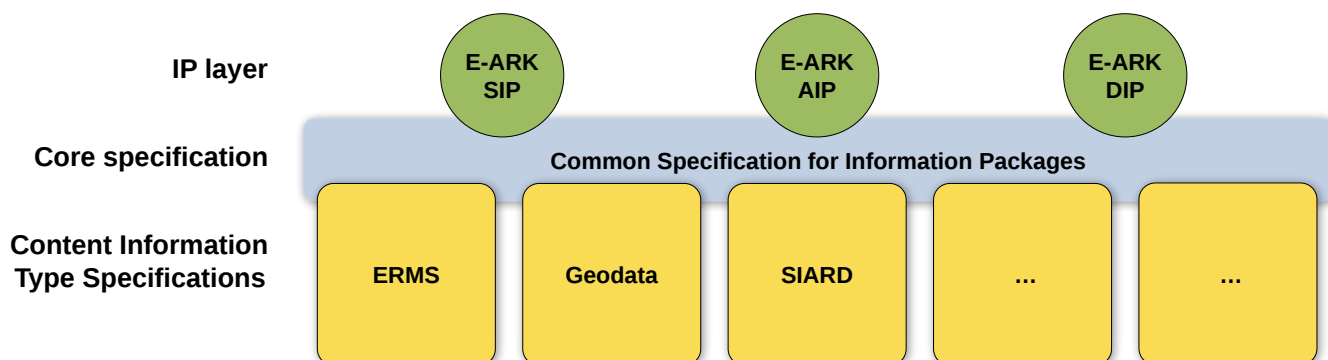 IP layer
E-ARK
SIP
E-ARK
AIP
E-ARK
DIP
Core specification
Common Specification for Information Packages
Content Information
Type Specifications
ERMS
Geodata
SIARD
...
...